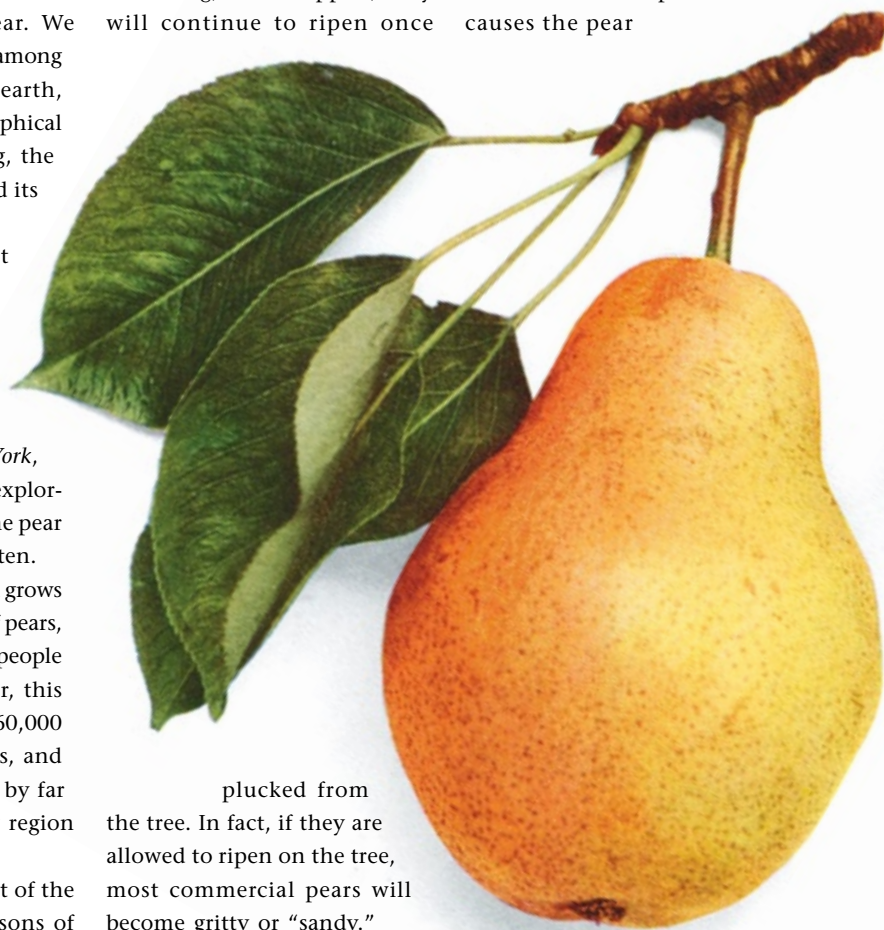 ear. We
among
earth,
phical
g, the
d its
t
York,
explor-
he pear
ten.
grows
pears,
people
r, this
60,000
s, and
by far
region
t of the
sons of
will continue to ripen once
plucked from
the tree. In fact, if they are
allowed to ripen on the tree,
most commercial pears will
become gritty or “sandy.”
causes the pear